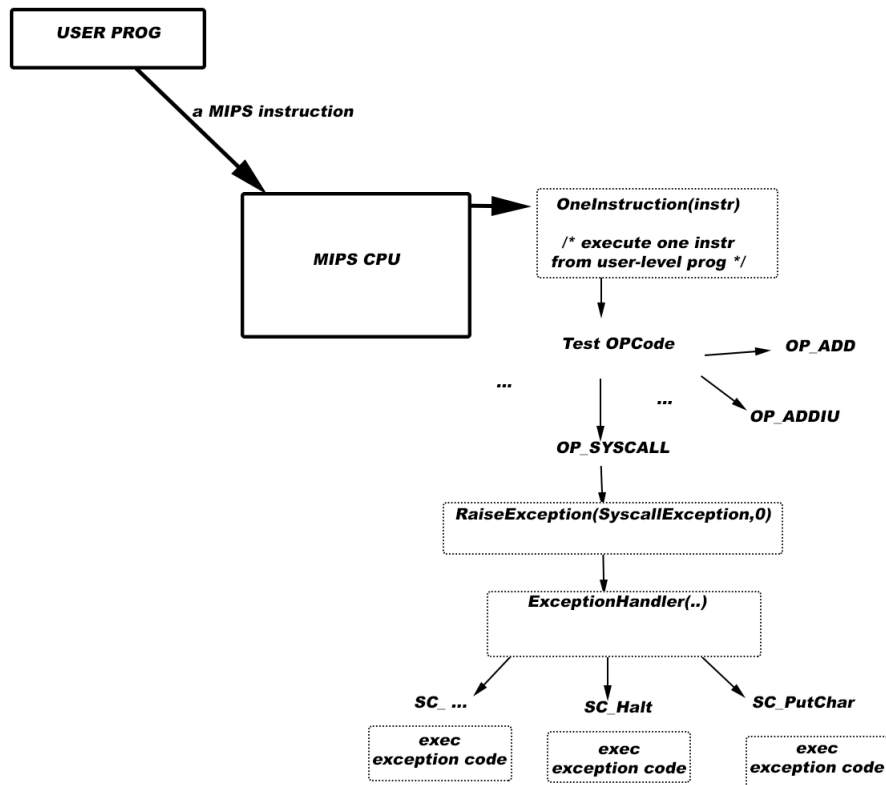 USER PROG
a MIPS instruction
MIPS CPU
OneInstruction(instr)
/* execute one instr
from user-level prog */
Test OPCode
OP_ADD
...
...
OP_ADDIU
OP_SYSCALL
RaiseException(SyscallException,0)
ExceptionHandler(..)
SC_ ...
SC_Halt
SC_PutChar
exec
exception code
exec
exception code
exec
exception code